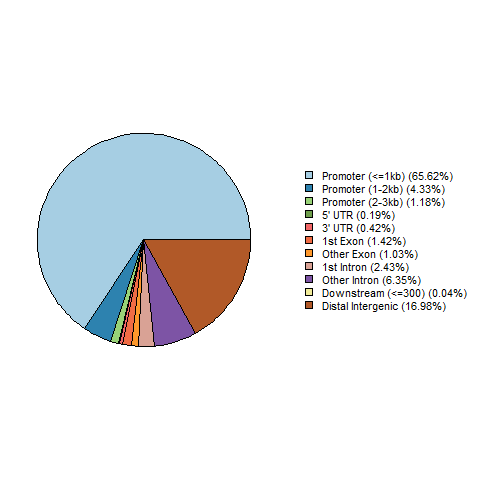 Promoter (<=1kb) (65.62%)
Promoter (1-2kb) (4.33%)
Promoter (2-3kb) (1.18%)
5' UTR (0.19%)
3' UTR (0.42%)
1st Exon (1.42%)
Other Exon (1.03%)
1st Intron (2.43%)
Other Intron (6.35%)
Downstream (<=300) (0.04%)
Distal Intergenic (16.98%)